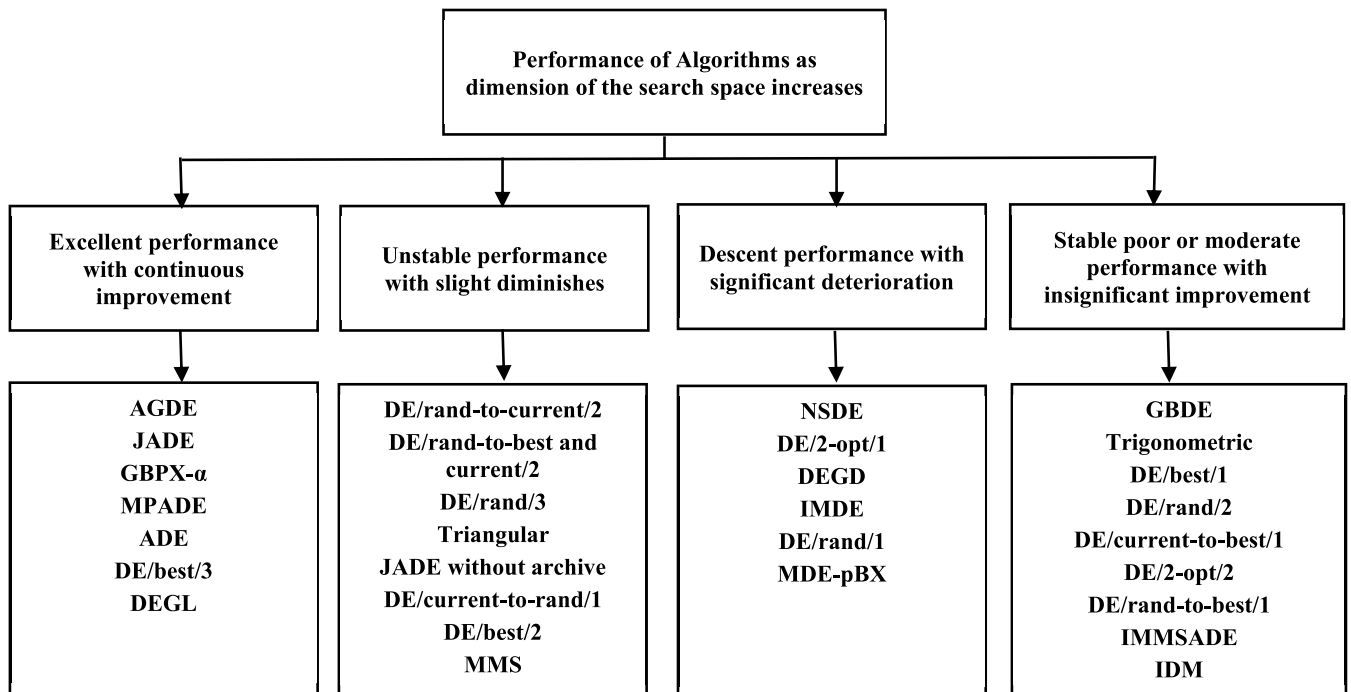 Performance of Algorithms as
dimension of the search space increases
Excellent performance
with continuous
improvement
Unstable performance
with slight diminishes
Descent performance with
significant deterioration
Stable poor or moderate
performance with
insignificant improvement
AGDE
JADE
GBPX-α
MPADE
ADE
DE/best/3
DEGL
DE/rand-to-current/2
DE/rand-to-best and
current/2
DE/rand/3
Triangular
JADE without archive
DE/current-to-rand/1
DE/best/2
MMS
NSDE
DE/2-opt/1
DEGD
IMDE
DE/rand/1
MDE-pBX
GBDE
Trigonometric
DE/best/1
DE/rand/2
DE/current-to-best/1
DE/2-opt/2
DE/rand-to-best/1
IMMSADE
IDM